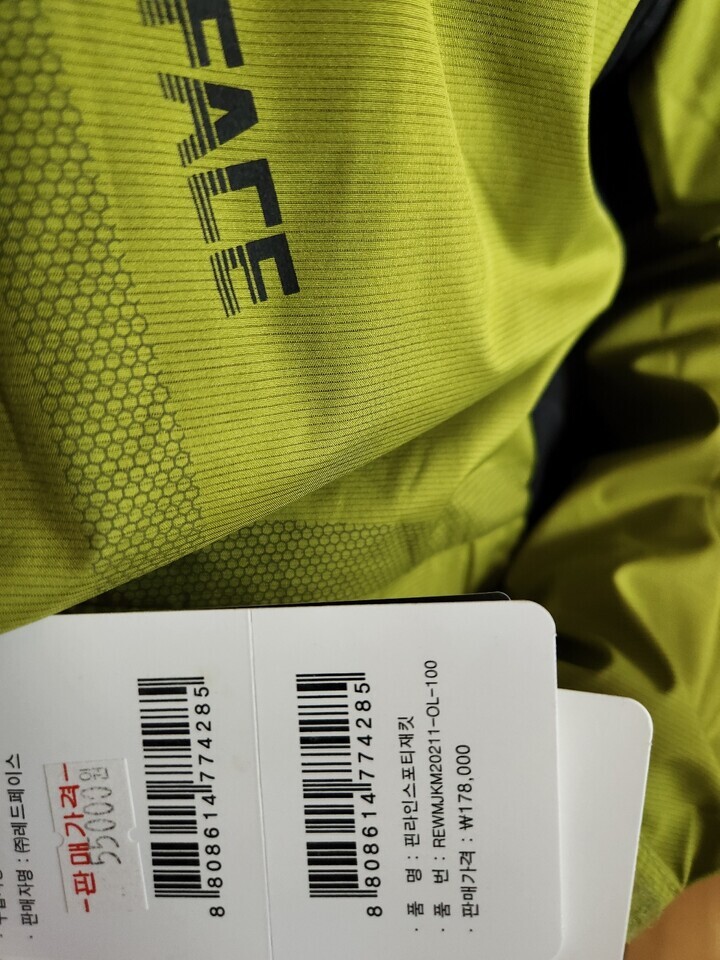 FACE
· 판매자명 : ㈜레드페이스
-판매가격-
55000원
8 808614 774285
8 808614 774285
· 품 명 : 핀라인스포티재킷
· 품 번 : REWMJKM20211-OL-100
· 판매가격 : ₩178,000